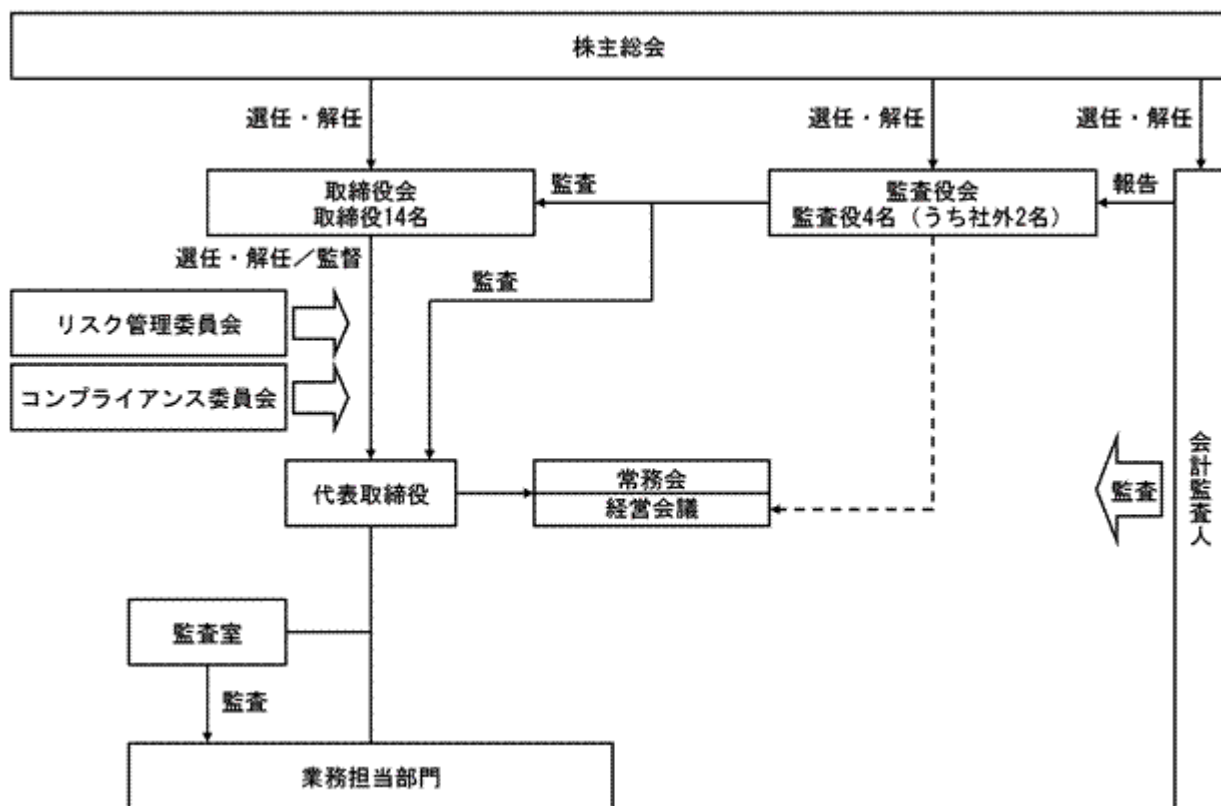 株主総会
選任・解任
選任・解任
選任・解任
取締役会
取締役14名
監査
監査役会
監査役4名（うち社外2名）
報告
選任・解任／監督
監査
リスク管理委員会
コンプライアンス委員会
代表取締役
常務会
経営会議
監査
会計監査人
監査室
監査
業務担当部門